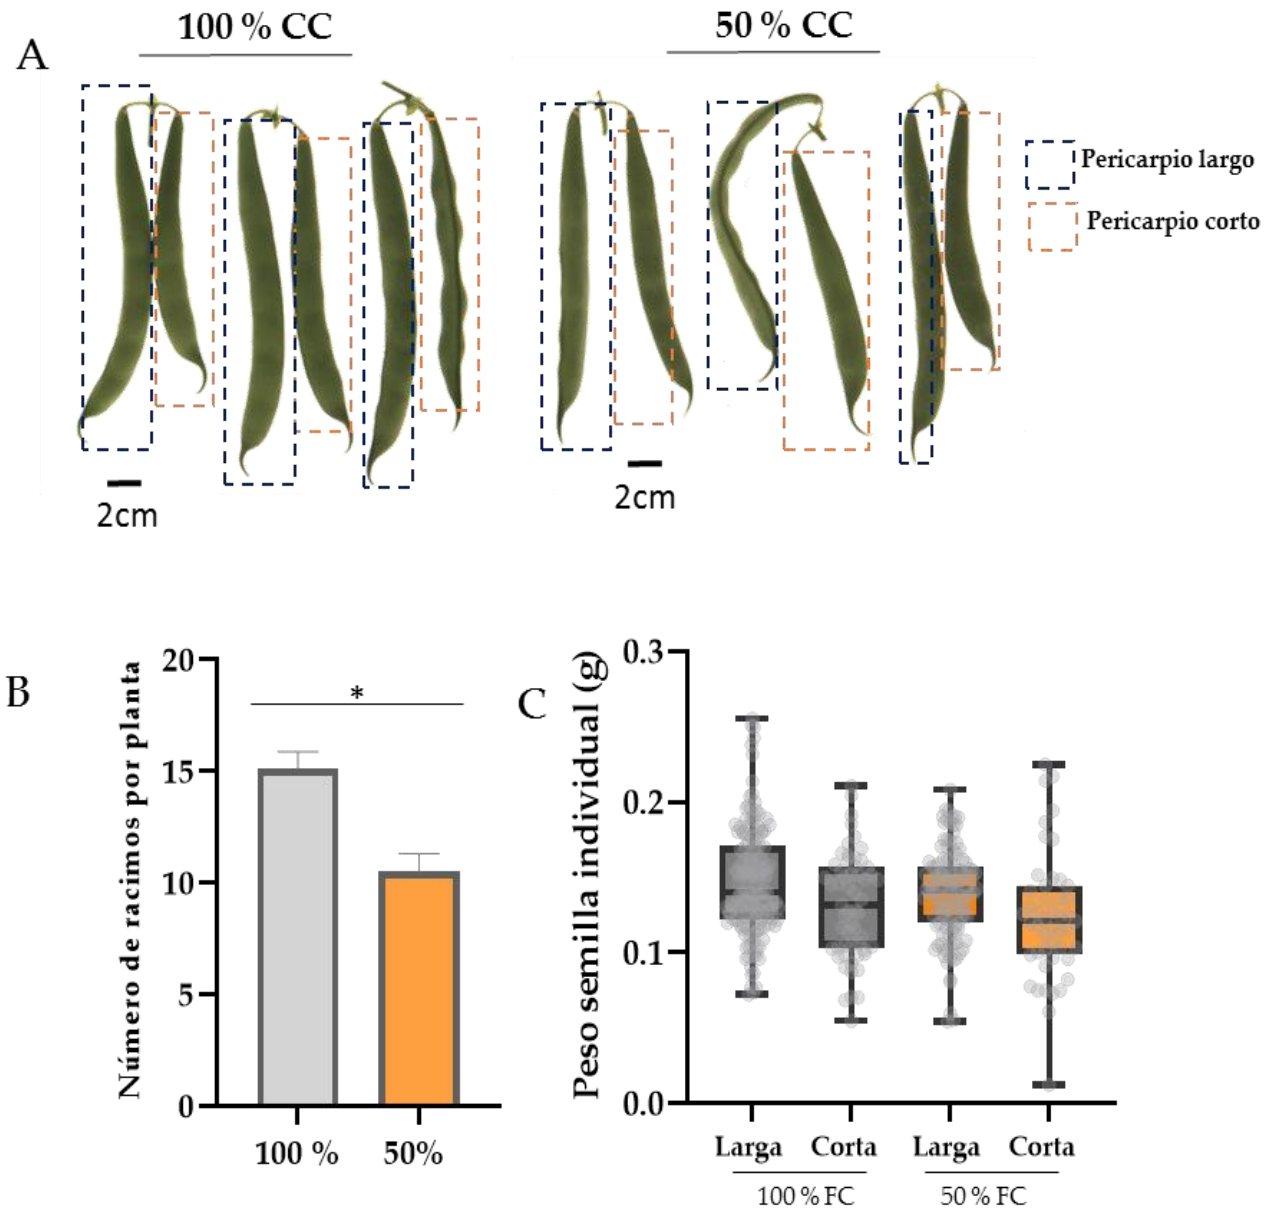 100 % CC
50 % CC
A
Pericarpio largo
Pericarpio corto
2cm
2cm
B
Número de racimos por planta
20
15
10
5
0
*
100 %
50%
C
Peso semilla individual (g)
0.3
0.2
0.1
0.0
Larga
Corta
Larga
Corta
100 % FC
50 % FC